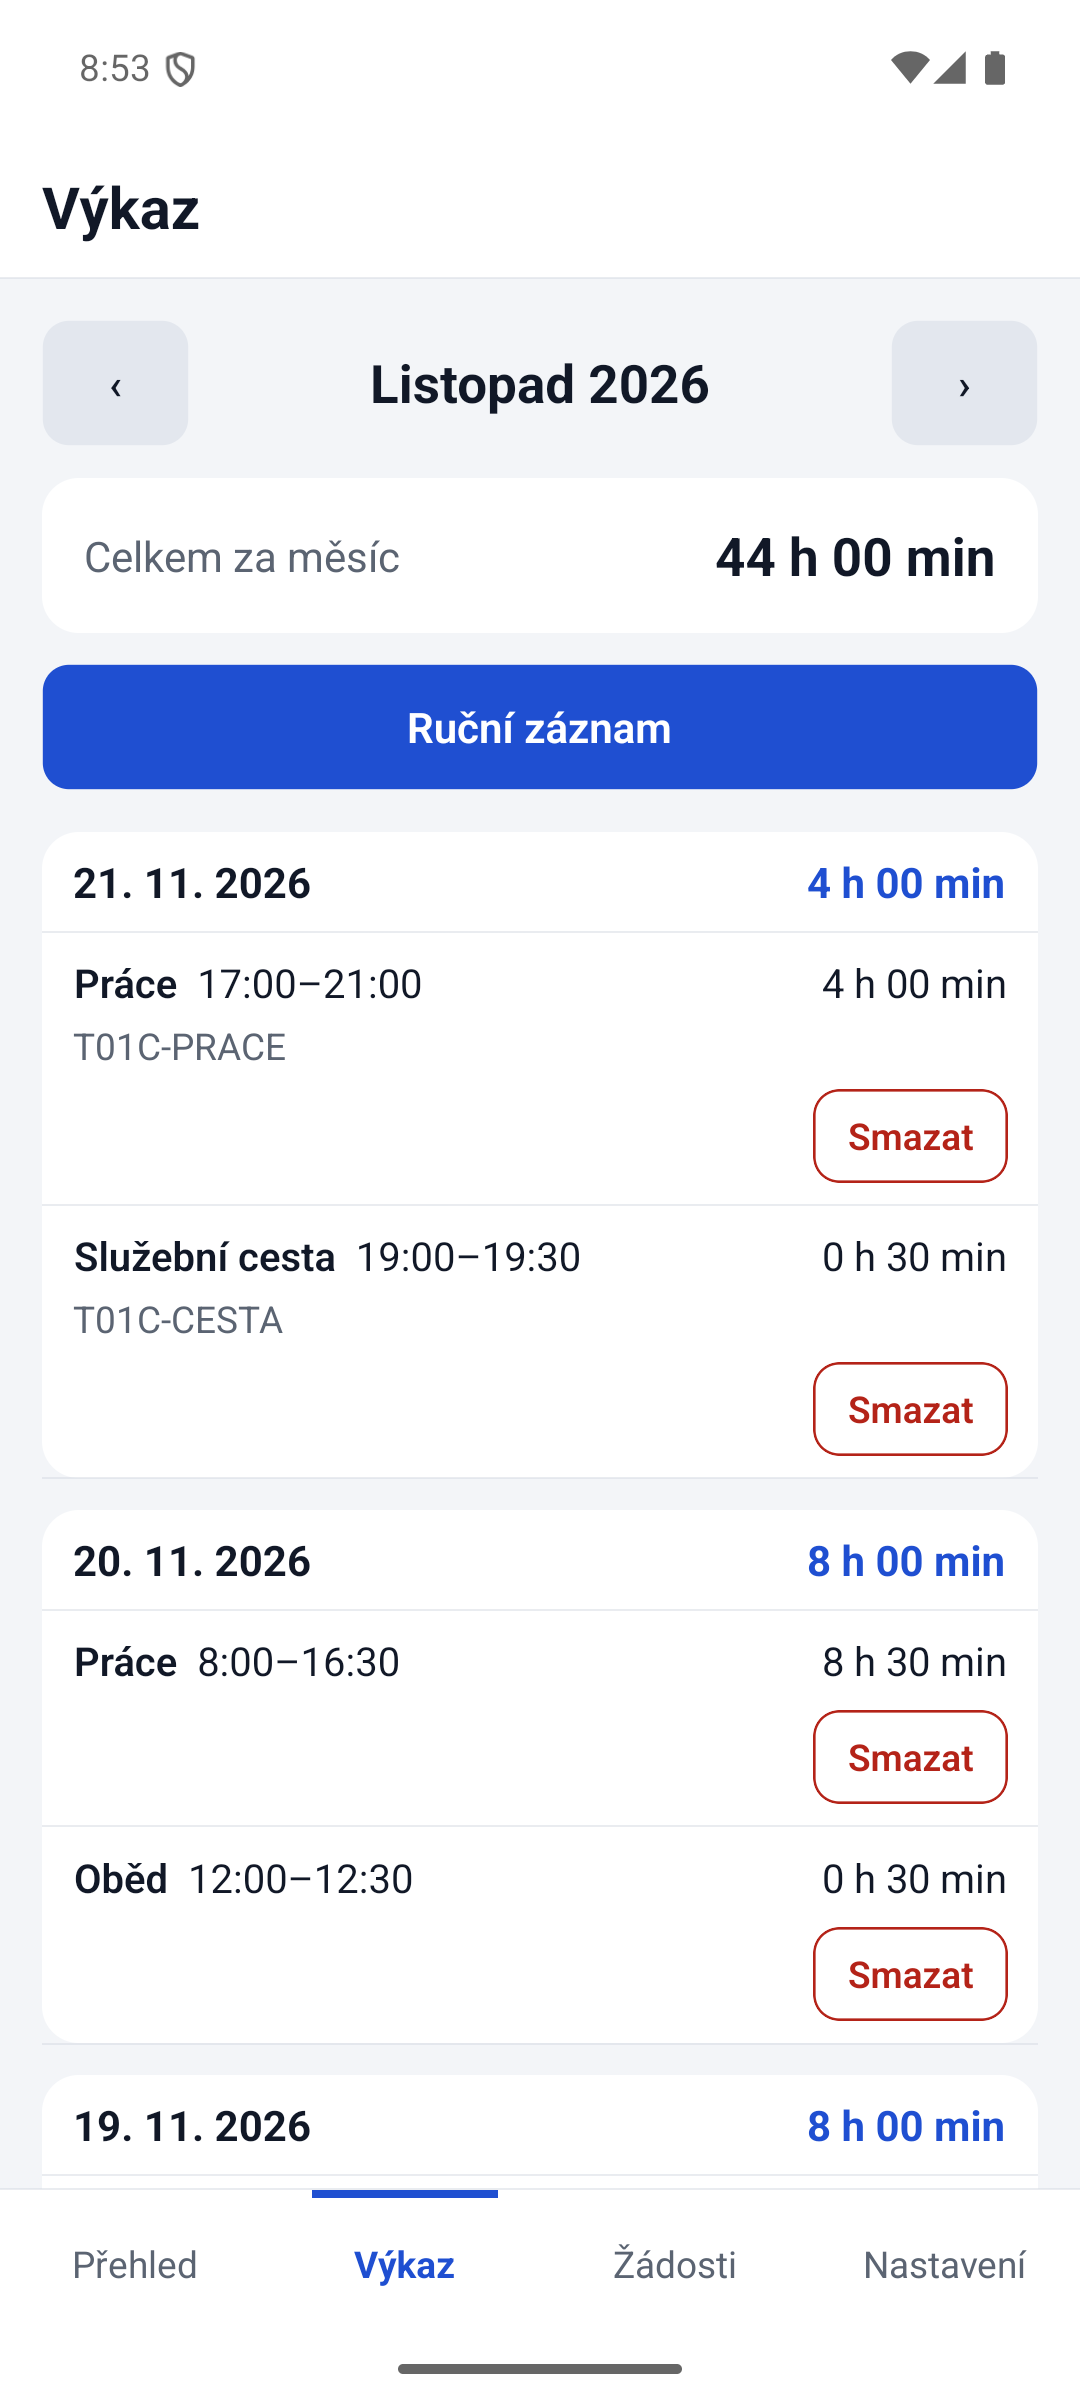 8:53
Výkaz
‹ Listopad 2026 ›
Celkem za měsíc 44 h 00 min
Ruční záznam
21. 11. 2026 4 h 00 min
Práce 17:00–21:00 4 h 00 min
T01C-PRACE
Smazat
Služební cesta 19:00–19:30 0 h 30 min
T01C-CESTA
Smazat
20. 11. 2026 8 h 00 min
Práce 8:00–16:30 8 h 30 min
Smazat
Oběd 12:00–12:30 0 h 30 min
Smazat
19. 11. 2026 8 h 00 min
Přehled Výkaz Žádosti Nastavení